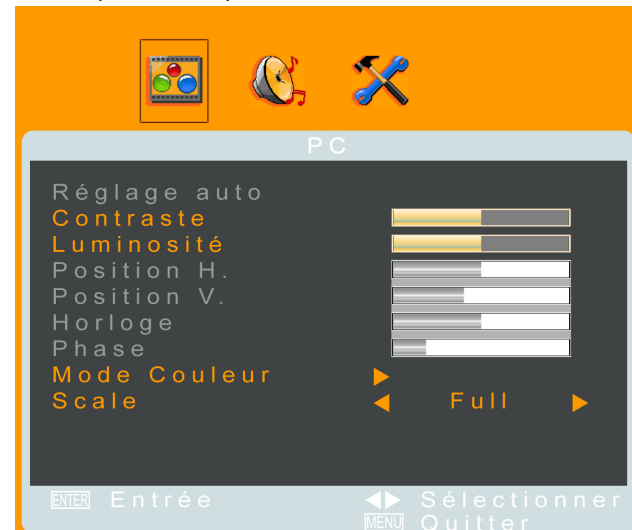 PC
Réglage auto
Contraste
Luminosité
Position H.
Position V.
Horloge
Phase
Mode Couleur
Scale Full
ENTER Entrée Sélectionner
MENU Quitter